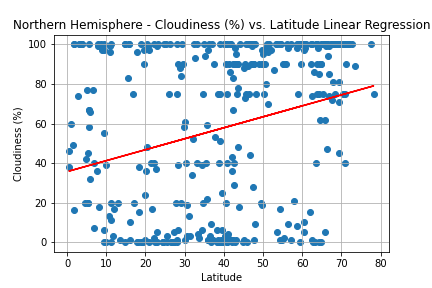 Northern Hemisphere - Cloudiness (%) vs. Latitude Linear Regression
100
80
60
40
20
0
Cloudiness (%)
0 10 20 30 40 50 60 70 80
Latitude